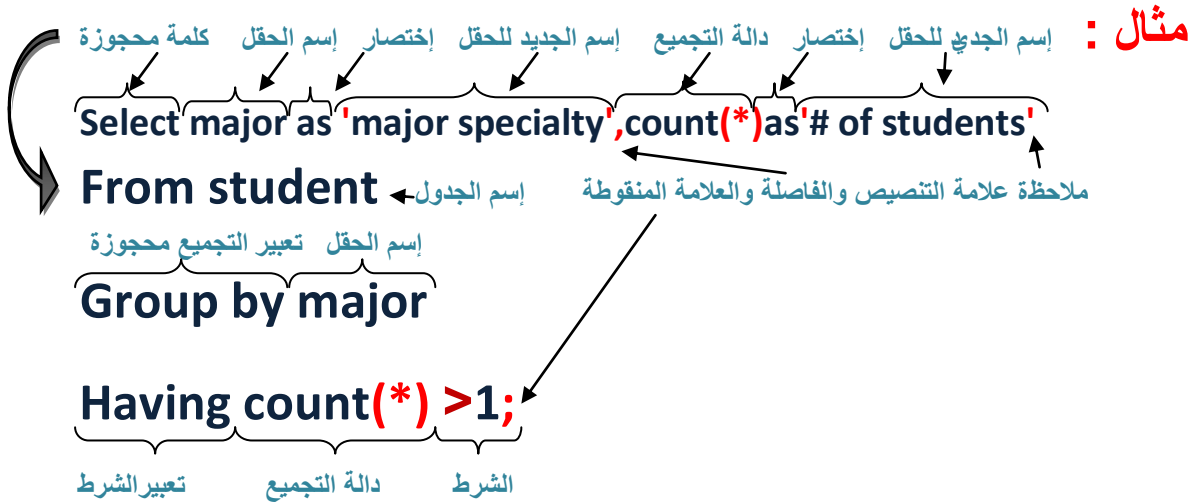 مثال :
كلمة محجوزة إسم الحقل إختصار إسم الجديد للحقل دالة التجميع إختصار إسم الجدي للحقل
Select major as 'major specialty',count(*)as'# of students'
From student إسم الجدول
ملاحظة علامة التنصيص والفاصلة والعلامة المنقوطة
تعبير التجميع محجوزة إسم الحقل
Group by major
Having count(*) >1;
تعبيرالشرط دالة التجميع الشرط